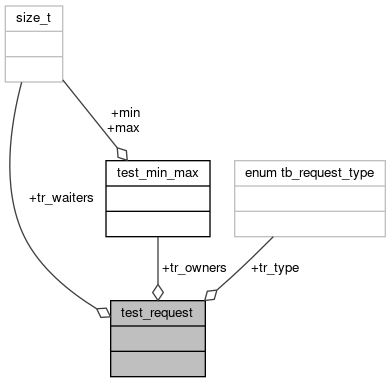 size_t
+min
+max
test_min_max
enum tb_request_type
+tr_waiters
+tr_owners
+tr_type
test_request